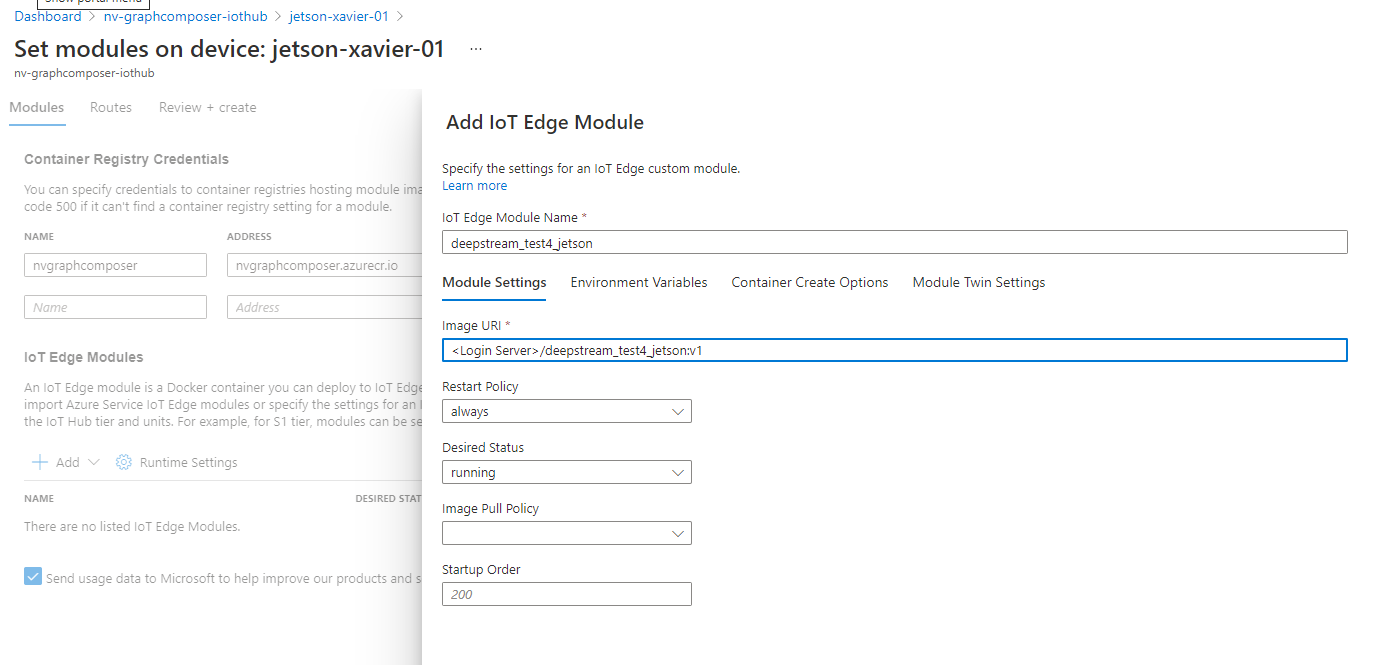 Show portal menu
Dashboard > nv-graphcomposer-iothub > jetson-xavier-01 >
Set modules on device: jetson-xavier-01 ...
nv-graphcomposer-iothub
Modules Routes Review + create
Container Registry Credentials
You can specify credentials to container registries hosting module ima
code 500 if it can't find a container registry setting for a module.
NAME ADDRESS
nvgraphcomposer nvgraphcomposer.azurecr.io
Name Address
IoT Edge Modules
An IoT Edge module is a Docker container you can deploy to IoT Edge
import Azure Service IoT Edge modules or specify the settings for an I
the IoT Hub tier and units. For example, for S1 tier, modules can be se
Add Runtime Settings
NAME DESIRED STAT
There are no listed IoT Edge Modules.
Send usage data to Microsoft to help improve our products and s
Add IoT Edge Module
Specify the settings for an IoT Edge custom module.
Learn more
IoT Edge Module Name *
deepstream_test4_jetson
Module Settings Environment Variables Container Create Options Module Twin Settings
Image URI *
<Login Server>/deepstream_test4_jetson:v1
Restart Policy
always
Desired Status
running
Image Pull Policy
Startup Order
200